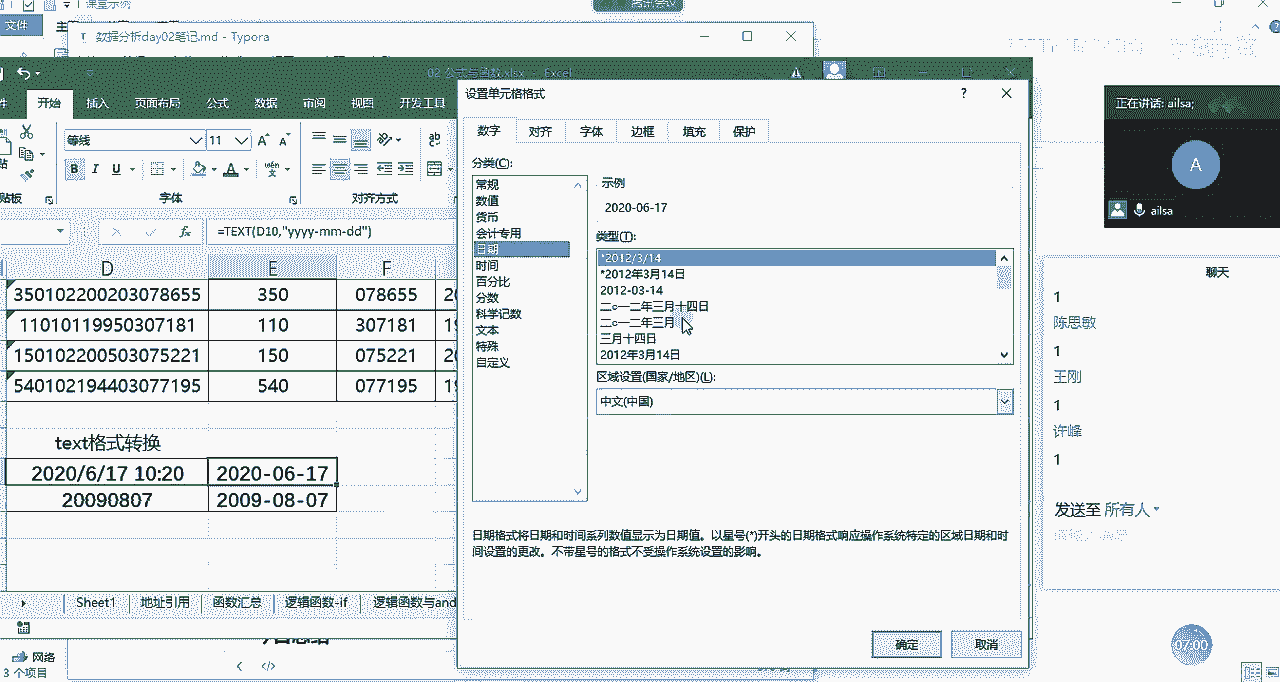 课堂示例
文件
数据分析day02笔记.md - Typora
02 公式与函数.xlsx - Excel
件 开始 插入 页面布局 公式 数据 审阅 视图 开发工具
等线 11
B I U A
贴板 字体 对齐方式
fx =TEXT(D10,"yyyy-mm-dd")
D E F
350102200203078655 350 078655 20
110101199503071​81 110 307181 19
150102200503075221 150 075221 20
540102194403077195 540 077195 19
text格式转换
2020/6/17 10:20 2020-06-17
20090807 2009-08-07
Sheet1 地址引用 函数汇总 逻辑函数-if 逻辑函数与and
网络
3 个项目
</>
设置单元格格式
?
数字 对齐 字体 边框 填充 保护
分类(C):
常规
数值
货币
会计专用
日期
时间
百分比
分数
科学记数
文本
特殊
自定义
示例
2020-06-17
类型(T):
*2012/3/14
*2012年3月14日
2012-03-14
二○一二年三月十四日
二○一二年三月
三月十四日
2012年3月14日
区域设置(国家/地区)(L):
中文(中国)
日期格式将日期和时间系列数值显示为日期值。以星号(*)开头的日期格式响应操作系统特定的区域日期和时
间设置的更改。不带星号的格式不受操作系统设置的影响。
确定 取消
正在讲话: ailsa;
A
ailsa
聊天
1
陈思敏
1
王刚
1
许峰
1
发送至 所有人
07:00